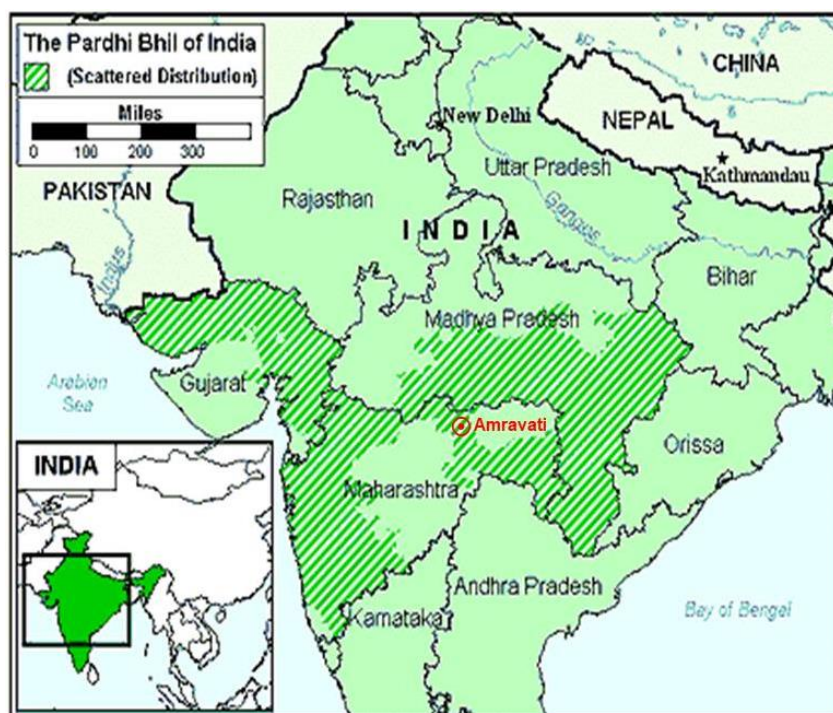 The Pardhi Bhil of India
(Scattered Distribution)
Miles
0 100 200 300
CHINA
New Delhi
NEPAL
Kathmandau
PAKISTAN
Uttar Pradesh
Rajasthan
INDIA
Ganges
Indus
Bihar
Madhya Pradesh
Arabian
Sea
Gujarat
Amravati
Orissa
INDIA
Maharashtra
Andhra Pradesh
Karnataka
Bay of Bengel